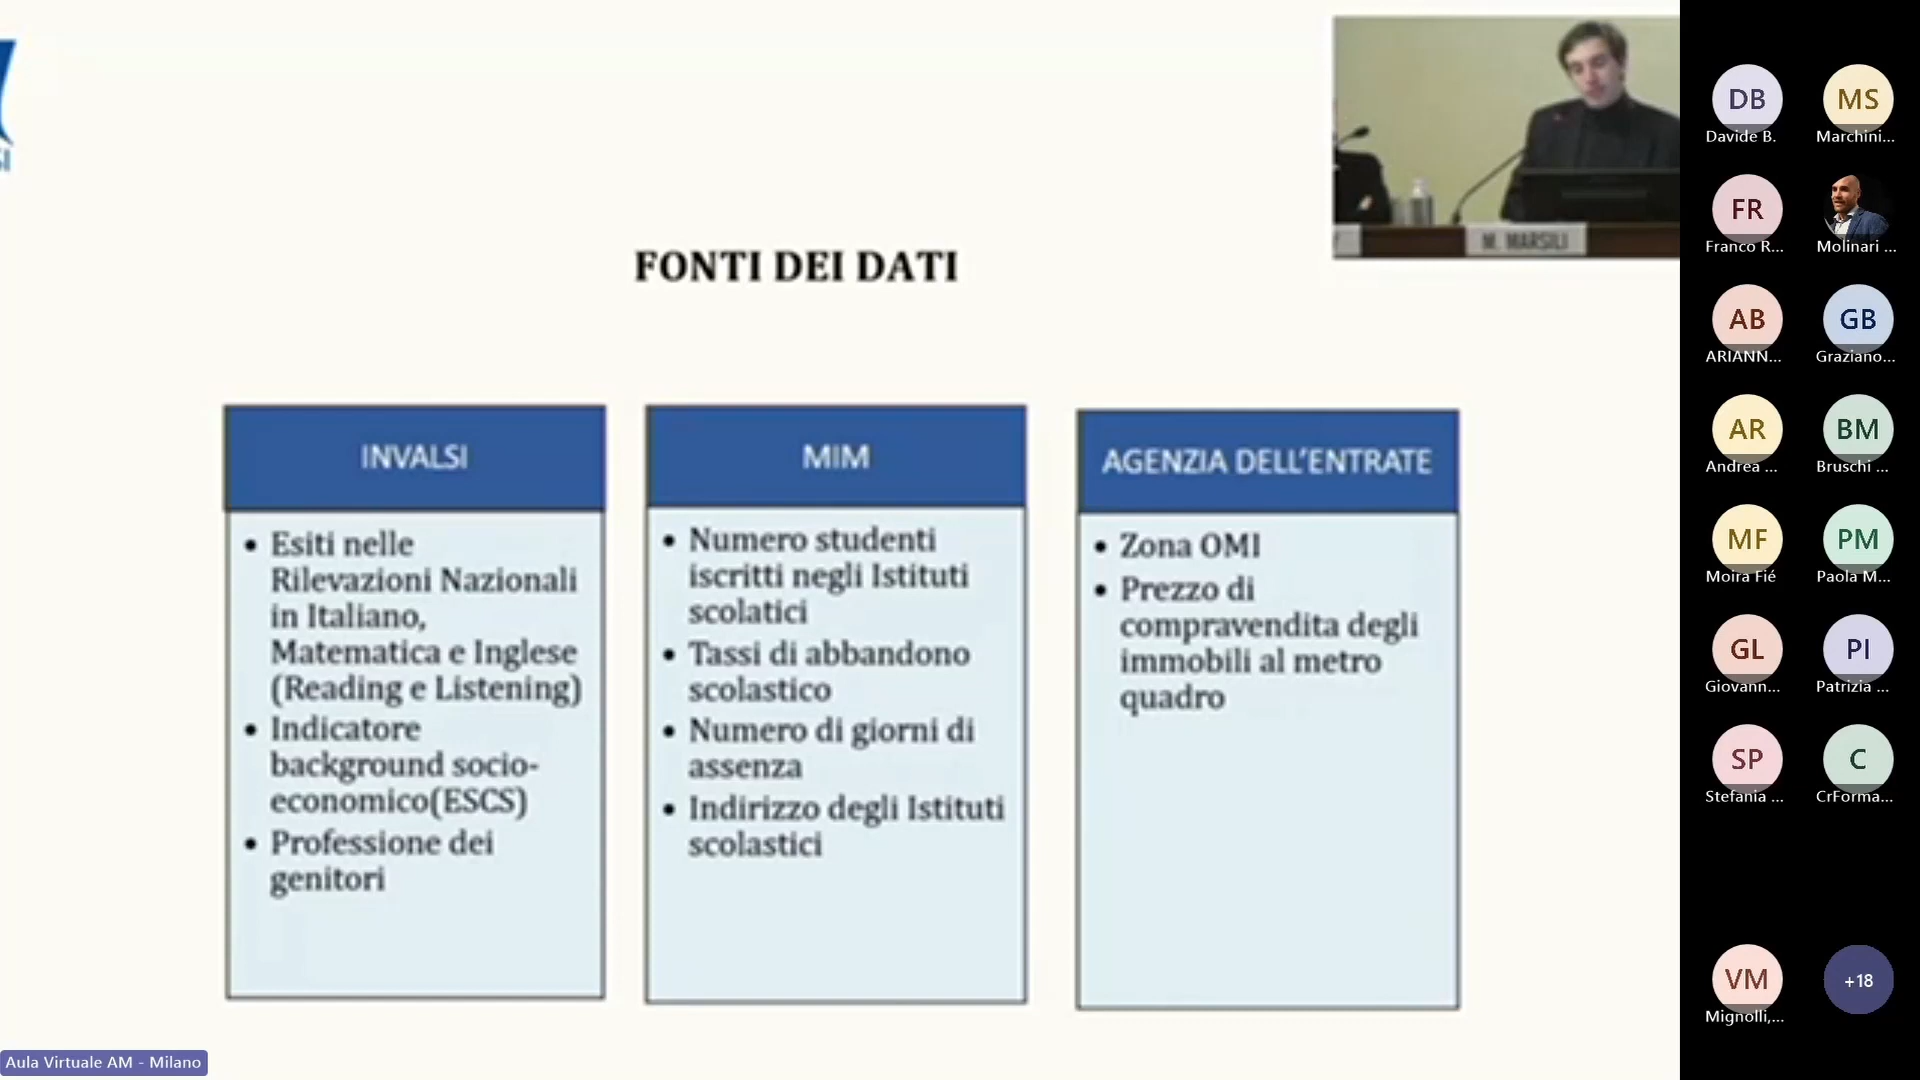 FONTI DEI DATI
INVALSI
• Esiti nelle
Rilevazioni Nazionali
in Italiano,
Matematica e Inglese
(Reading e Listening)
• Indicatore
background socio-
economico(ESCS)
• Professione dei
genitori
MIM
• Numero studenti
iscritti negli Istituti
scolatici
• Tassi di abbandono
scolastico
• Numero di giorni di
assenza
• Indirizzo degli Istituti
scolastici
AGENZIA DELL'ENTRATE
• Zona OMI
• Prezzo di
compravendita degli
immobili al metro
quadro
M. MARSILI
DB
Davide B.
MS
Marchini...
FR
Franco R...
Molinari ...
AB
ARIANN...
GB
Graziano...
AR
Andrea ...
BM
Bruschi ...
MF
Moira Fié
PM
Paola M...
GL
Giovann...
PI
Patrizia ...
SP
Stefania ...
C
CrForma...
VM
Mignolli,...
+18
Aula Virtuale AM - Milano